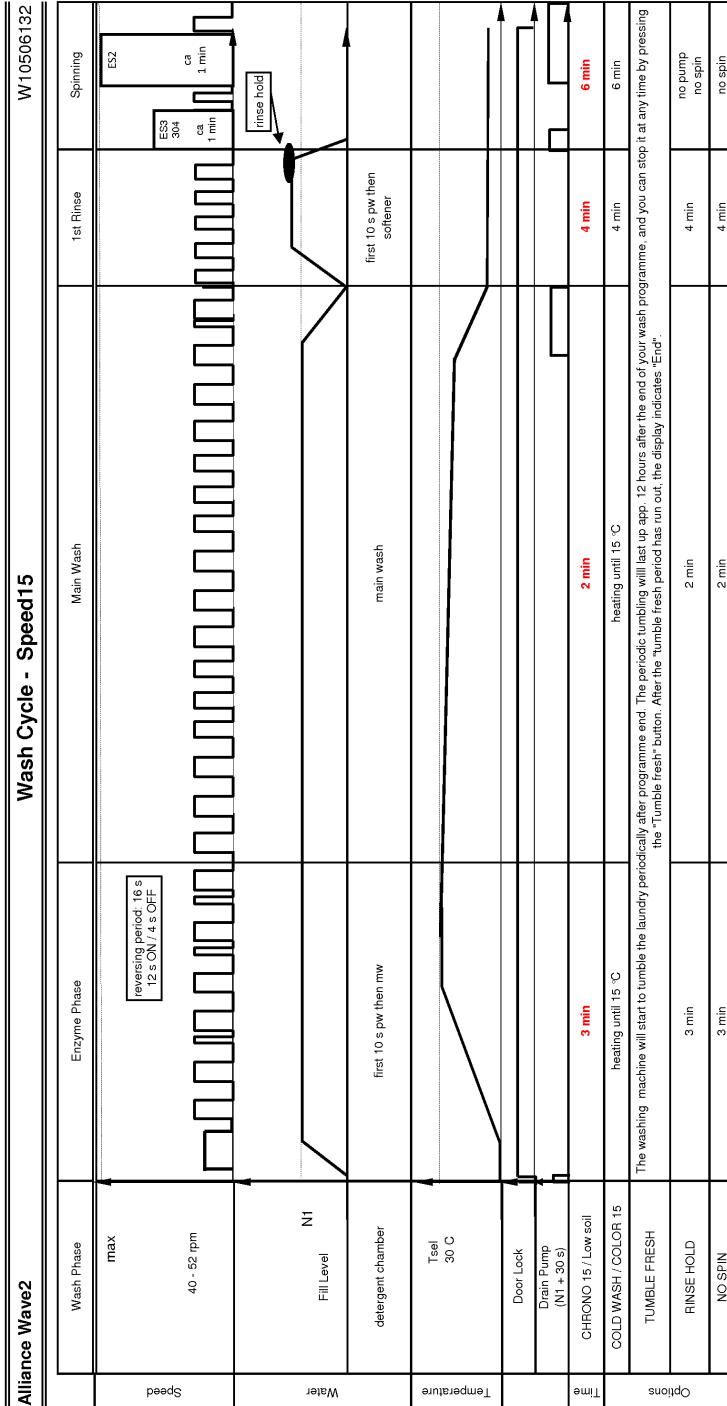 Alliance Wave2
Wash Cycle - Speed15
W10506132
Wash Phase
Enzyme Phase
Main Wash
1st Rinse
Spinning
Speed
max
40 - 52 rpm
reversing period: 16 s
12 s ON / 4 s OFF
ES3
304
ca
1 min
ES2
ca
1 min
Water
Fill Level
N1
rinse hold
detergent chamber
first 10 s pw then mw
main wash
first 10 s pw then
softener
Temperature
Tsel
30 C
Door Lock
Drain Pump
(N1 + 30 s)
Time
CHRONO 15 / Low soil
3 min
2 min
4 min
6 min
COLD WASH / COLOR 15
heating until 15 °C
heating until 15 °C
4 min
6 min
Options
TUMBLE FRESH
The washing machine will start to tumble the laundry periodically after programme end. The periodic tumbling willl last up app. 12 hours after the end of your wash programme, and you can stop it at any time by pressing
the "Tumble fresh" button. After the "tumble fresh period has run out, the display indicates "End".
RINSE HOLD
3 min
2 min
4 min
no pump
no spin
NO SPIN
3 min
2 min
4 min
no spin